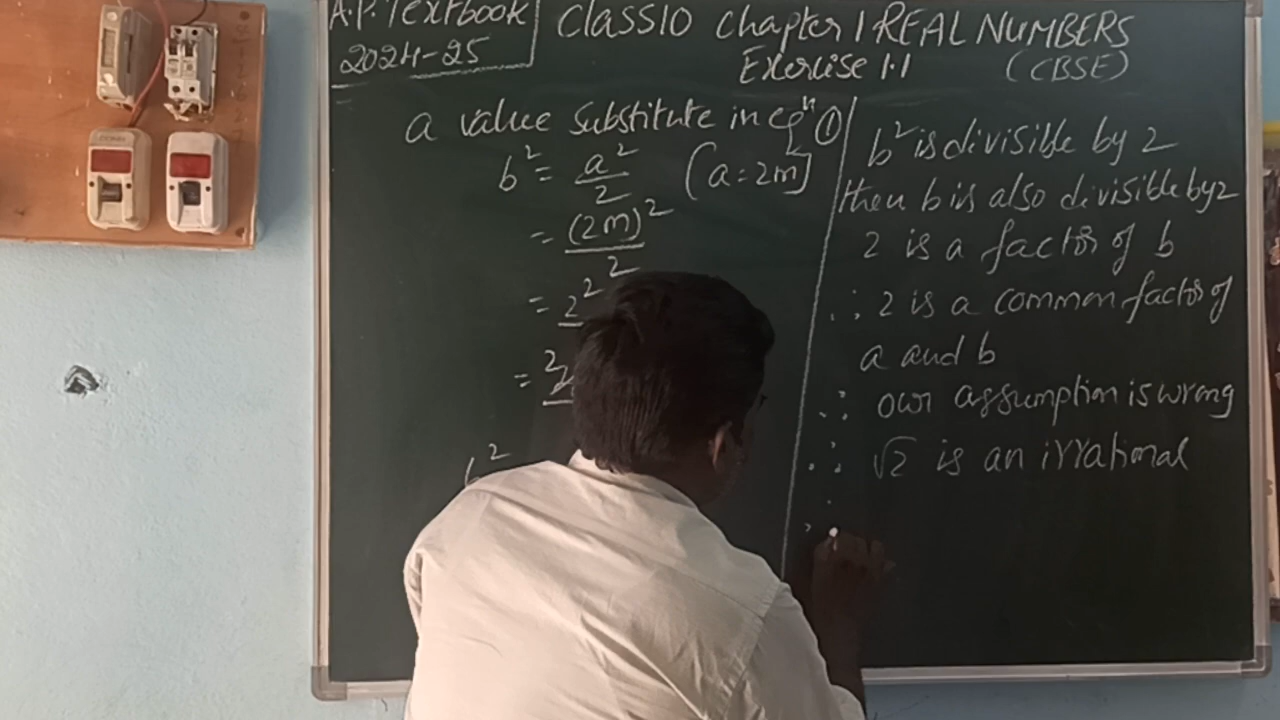 A.P. Textbook
2024-25
CLASS10 Chapter 1 REAL NUMBERS
Exercise 1.1 (CBSE)
a value substitute in eqⁿ ①
b² = a²/2 (a=2m)
= (2m)²/2
= 2²
= 2
b²
b² is divisible by 2
then b is also divisible by 2
2 is a factor of b
∴ 2 is a common factor of
a and b
∴ our assumption is wrong
∴ √2 is an irrational